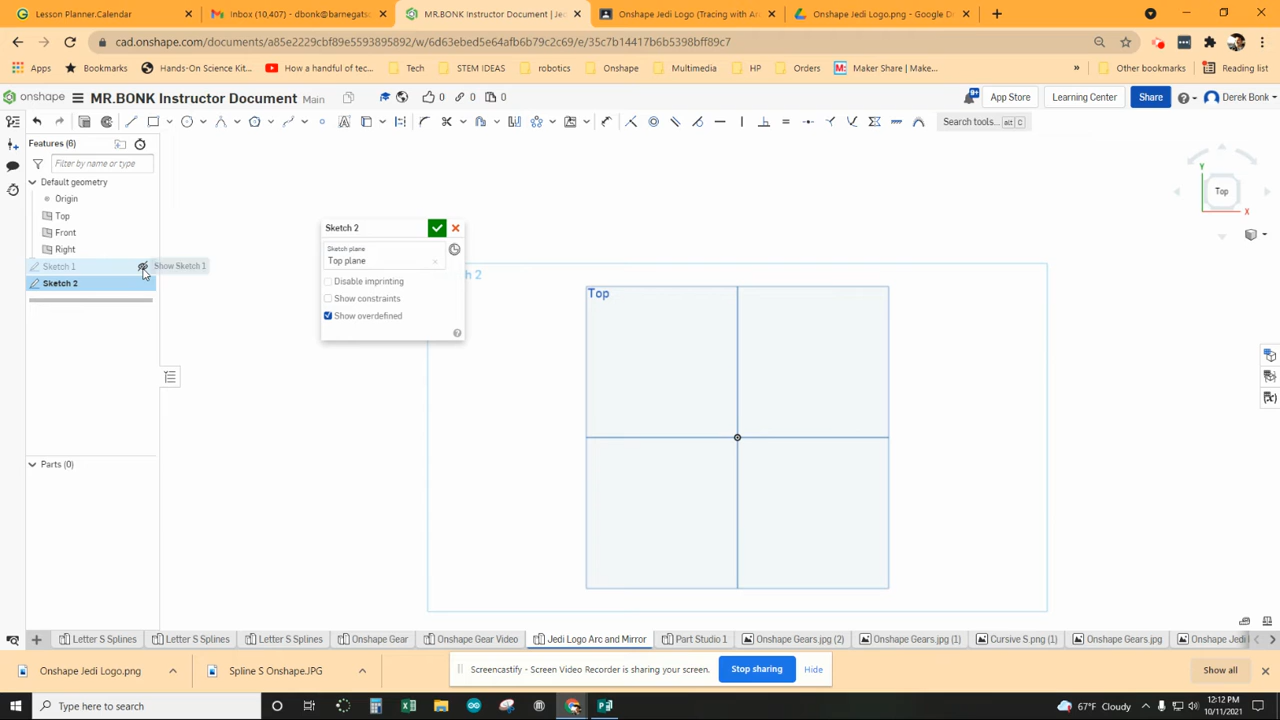 Lesson Planner.Calendar
Inbox (10,407) - dbonk@barnegatsc
MR.BONK Instructor Document | Jec
Onshape Jedi Logo (Tracing with Ar
Onshape Jedi Logo.png - Google D
cad.onshape.com/documents/a85e2229cbf89e5593895892/w/6d63ebed5e64afb6b79c2c69/e/35c7b14417b6b5398bff89c7
Apps
Bookmarks
Hands-On Science Kit...
How a handful of tec...
Tech
STEM IDEAS
robotics
Onshape
Multimedia
HP
Orders
Maker Share | Make...
»
Other bookmarks
Reading list
onshape
MR.BONK Instructor Document
Main
0
0
0
App Store
Learning Center
Share
Derek Bonk
Search tools...
alt C
Features (6)
Filter by name or type
Default geometry
Origin
Top
Front
Right
Sketch 1
Show Sketch 1
Sketch 2
Parts (0)
Sketch 2
Sketch plane
Top plane
Disable imprinting
Show constraints
Show overdefined
h 2
Top
Y
Top
X
Letter S Splines
Letter S Splines
Letter S Splines
Onshape Gear
Onshape Gear Video
Jedi Logo Arc and Mirror
Part Studio 1
Onshape Gears.jpg (2)
Onshape Gears.jpg (1)
Cursive S.png (1)
Onshape Gears.jpg
Onshape Jedi
Onshape Jedi Logo.png
Spline S Onshape.JPG
Screencastify - Screen Video Recorder is sharing your screen.
Stop sharing
Hide
Show all
Type here to search
67°F Cloudy
12:12 PM
10/11/2021